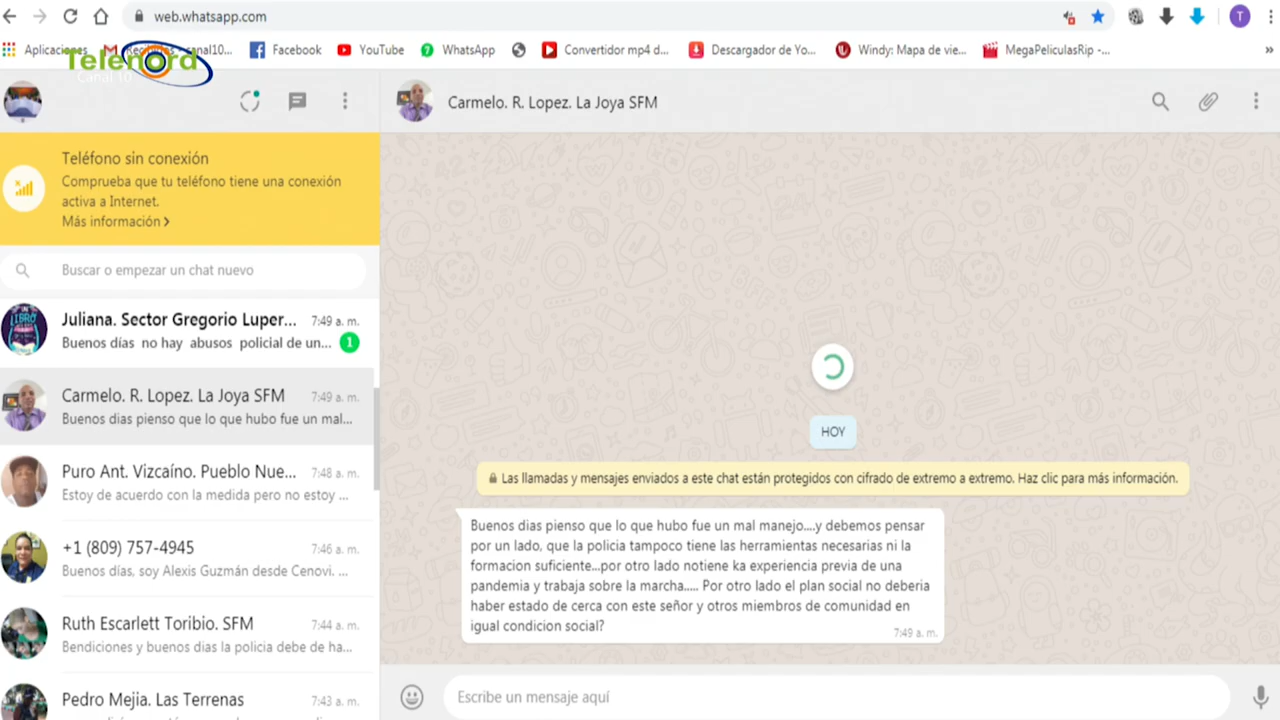 web.whatsapp.com
T
Aplicaciones
Facebook
YouTube
WhatsApp
Convertidor mp4 d...
Descargador de Yo...
Windy: Mapa de vie...
MegaPeliculasRip -...
»
Telenord
Canal 10
Carmelo. R. Lopez. La Joya SFM
Teléfono sin conexión
Comprueba que tu teléfono tiene una conexión
activa a Internet.
Más información
Buscar o empezar un chat nuevo
Juliana. Sector Gregorio Luper... 7:49 a. m.
Buenos días no hay abusos policial de un... 1
Carmelo. R. Lopez. La Joya SFM 7:49 a. m.
Buenos dias pienso que lo que hubo fue un mal...
Puro Ant. Vizcaíno. Pueblo Nue... 7:48 a. m.
Estoy de acuerdo con la medida pero no estoy ...
+1 (809) 757-4945 7:46 a. m.
Buenos días, soy Alexis Guzmán desde Cenovi. ...
Ruth Escarlett Toribio. SFM 7:44 a. m.
Bendiciones y buenos dias la policia debe de ha...
Pedro Mejia. Las Terrenas 7:43 a. m.
HOY
Las llamadas y mensajes enviados a este chat están protegidos con cifrado de extremo a extremo. Haz clic para más información.
Buenos dias pienso que lo que hubo fue un mal manejo....y debemos pensar
por un lado, que la policia tampoco tiene las herramientas necesarias ni la
formacion suficiente...por otro lado notiene ka experiencia previa de una
pandemia y trabaja sobre la marcha..... Por otro lado el plan social no deberia
haber estado de cerca con este señor y otros miembros de comunidad en
igual condicion social?
7:49 a. m.
Escribe un mensaje aquí